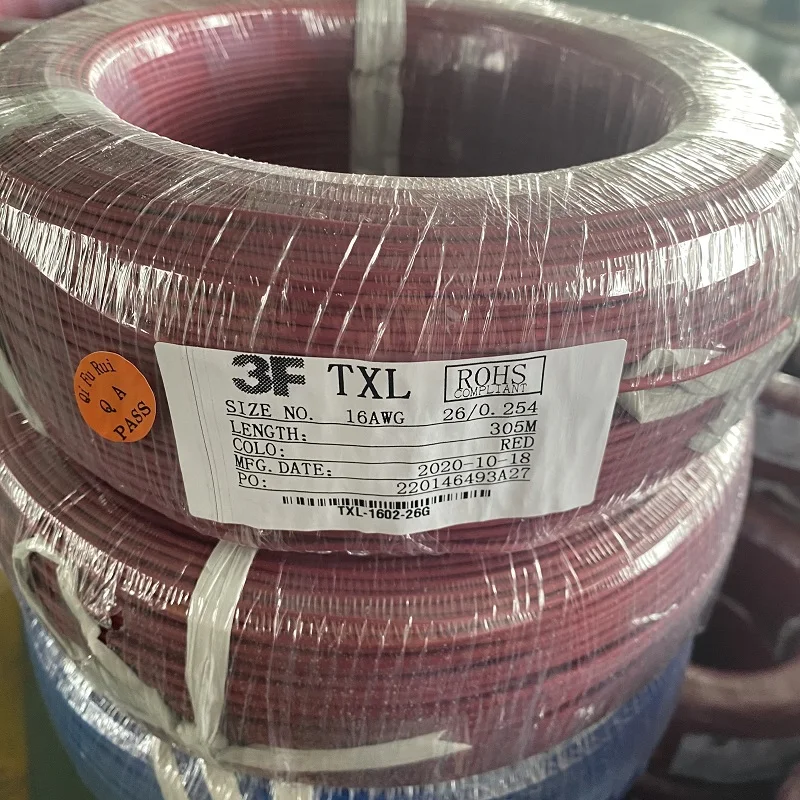 Qi Fu Rui
Q A
PASS
3F TXL ROHS
COMPLIANT
SIZE NO. 16AWG 26/0.254
LENGTH: 305M
COLO: RED
MFG.DATE: 2020-10-18
PO: 220146493A27
TXL-1602-26G